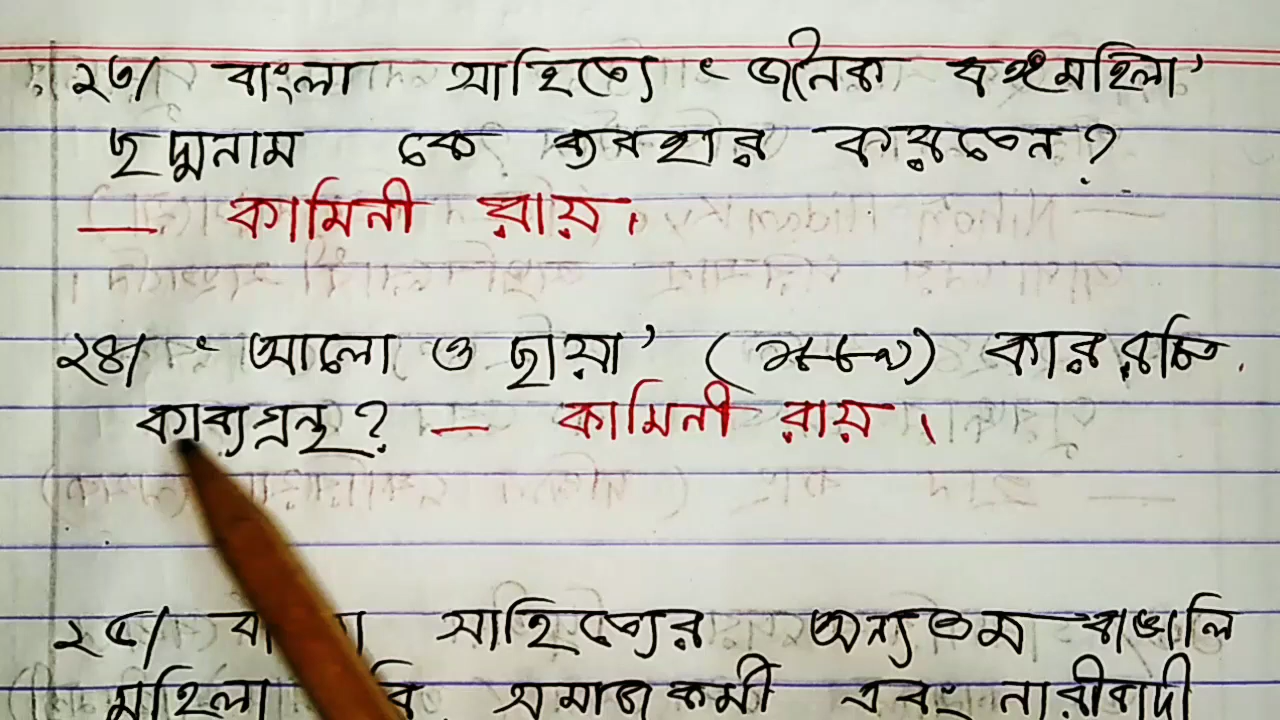 ২৩/ বাংলা সাহিত্যে 'জনৈক বঙ্গমহিলা'
ছদ্মনাম কে ব্যবহার করতেন?
— কামিনী রায়।
২৪/ 'আলো ও ছায়া' (১৮৮৯) কার রচিত
কাব্যগ্রন্থ? — কামিনী রায়।
২৫/ সাহিত্যের অন্যতম বাঙালি
মহিলা সমাজকর্মী এবং নারীবাদী